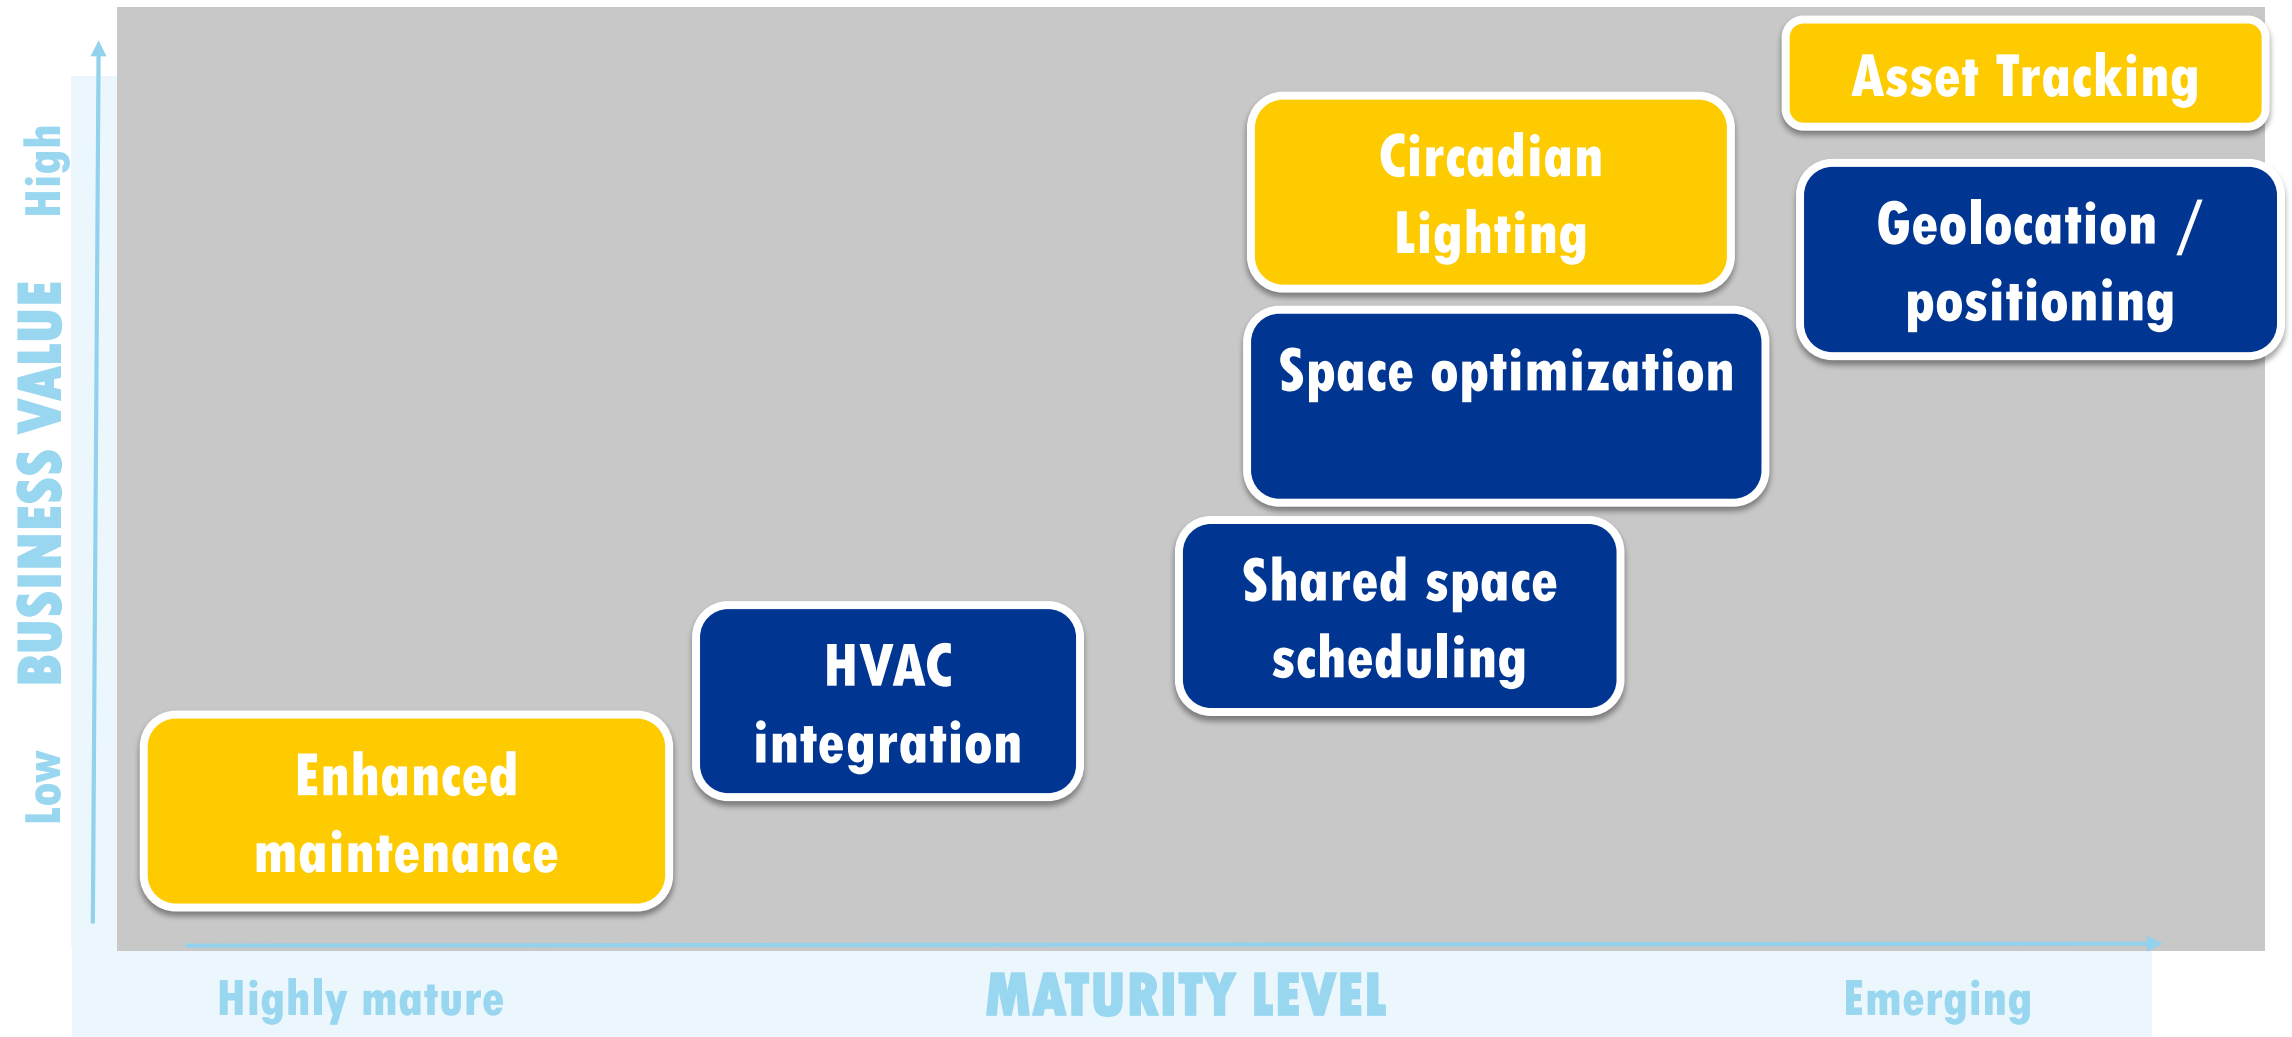 Asset Tracking
Circadian
Lighting
Geolocation /
positioning
Space optimization
Shared space
scheduling
HVAC
integration
Enhanced
maintenance
High
BUSINESS VALUE
Low
Highly mature
MATURITY LEVEL
Emerging